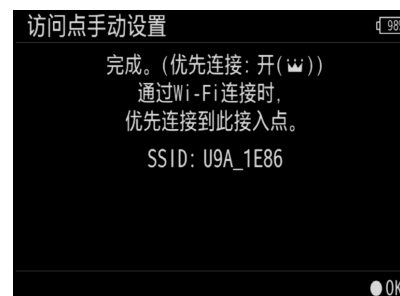 访问点手动设置
98%
完成。(优先连接: 开(👑))
通过Wi-Fi连接时,
优先连接到此接入点。
SSID: U9A_1E86
● OK